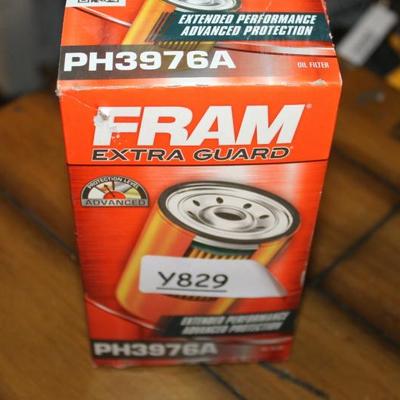 EXTENDED PERFORMANCE
ADVANCED PROTECTION
PH3976A
OIL FILTER
FRAM
EXTRA GUARD
PROTECTION LEVEL
ADVANCED
Y829
EXTENDED PERFORMANCE
ADVANCED PROTECTION
PH3976A